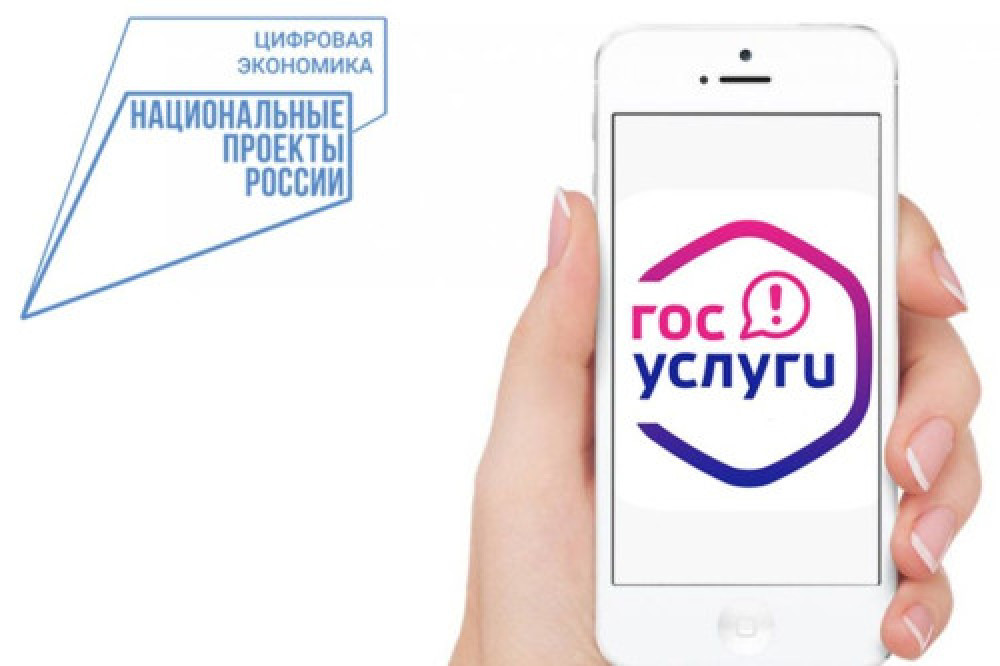 ЦИФРОВАЯ
ЭКОНОМИКА
НАЦИОНАЛЬНЫЕ
ПРОЕКТЫ
РОССИИ
гос
услуги